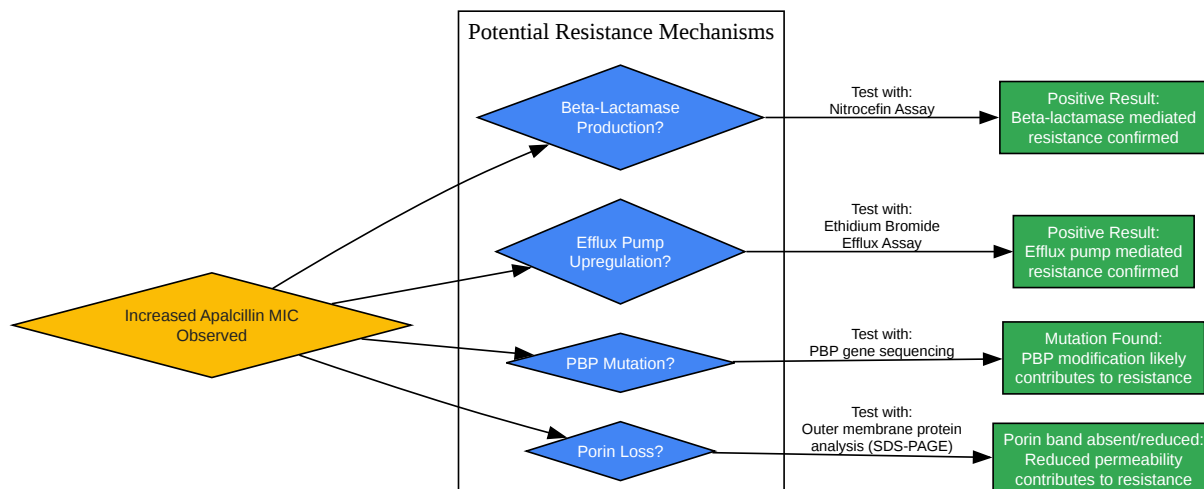 Potential Resistance Mechanisms
Beta-Lactamase
Production?
Test with:
Nitrocefin Assay
Positive Result:
Beta-lactamase mediated
resistance confirmed
Efflux Pump
Upregulation?
Test with:
Ethidium Bromide
Efflux Assay
Positive Result:
Efflux pump mediated
resistance confirmed
Increased Apalcillin MIC
Observed
PBP Mutation?
Test with:
PBP gene sequencing
Mutation Found:
PBP modification likely
contributes to resistance
Porin Loss?
Test with:
Outer membrane protein
analysis (SDS-PAGE)
Porin band absent/reduced:
Reduced permeability
contributes to resistance